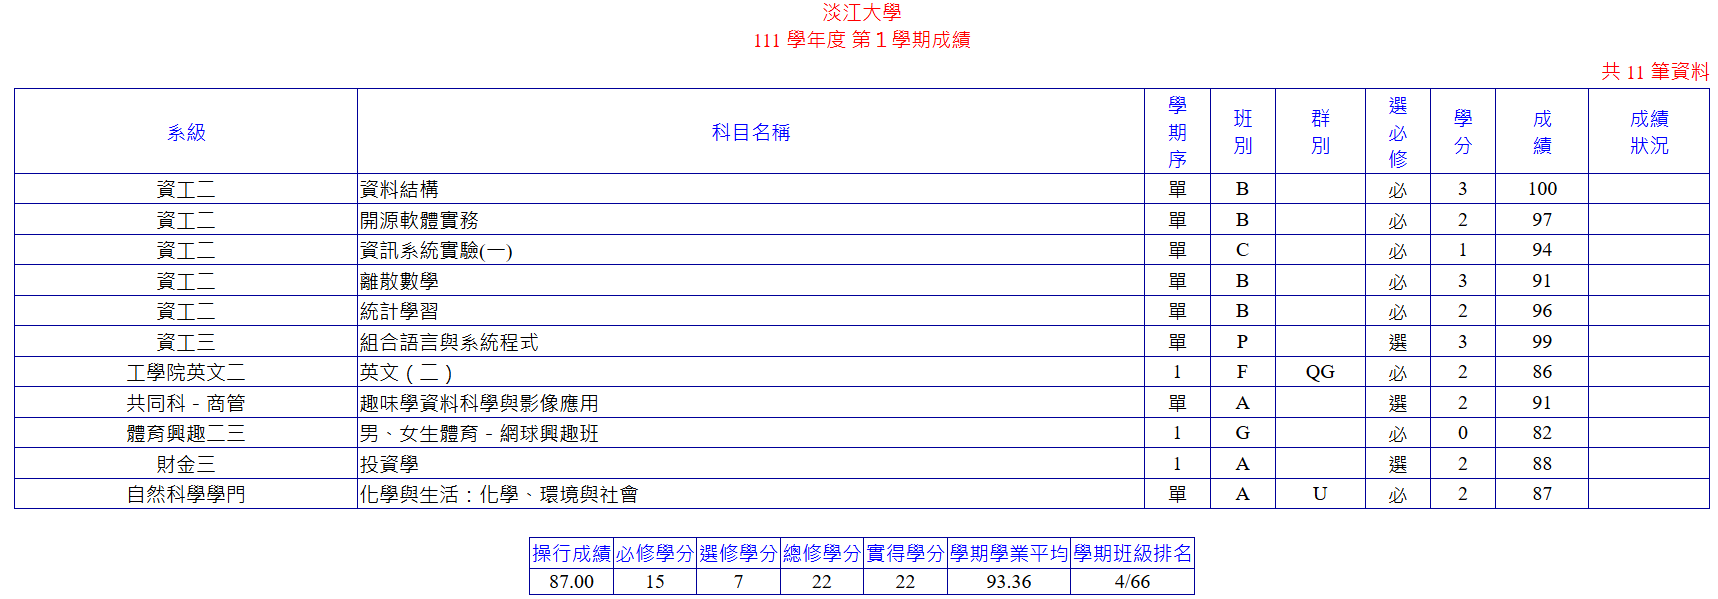 淡江大學
111 學年度 第 1 學期成績
共 11 筆資料
系級 科目名稱 學期序 班別 群別 選必修 學分 成績 成績狀況
資工二 資料結構 單 B 必 3 100
資工二 開源軟體實務 單 B 必 2 97
資工二 資訊系統實驗(一) 單 C 必 1 94
資工二 離散數學 單 B 必 3 91
資工二 統計學習 單 B 必 2 96
資工三 組合語言與系統程式 單 P 選 3 99
工學院英文二 英文（二） 1 F QG 必 2 86
共同科－商管 趣味學資料科學與影像應用 單 A 選 2 91
體育興趣二三 男、女生體育－網球興趣班 1 G 必 0 82
財金三 投資學 1 A 選 2 88
自然科學學門 化學與生活：化學、環境與社會 單 A U 必 2 87
操行成績 必修學分 選修學分 總修學分 實得學分 學期學業平均 學期班級排名
87.00 15 7 22 22 93.36 4/66